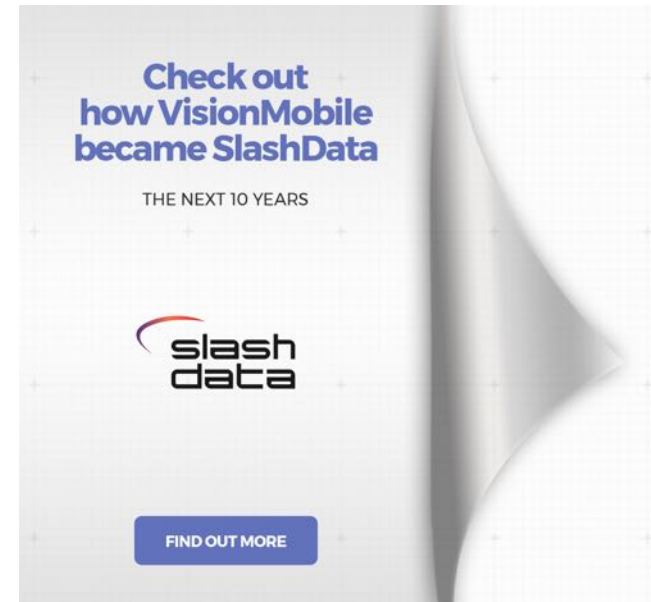 Check out
how VisionMobile
became SlashData
THE NEXT 10 YEARS
slash
data
FIND OUT MORE